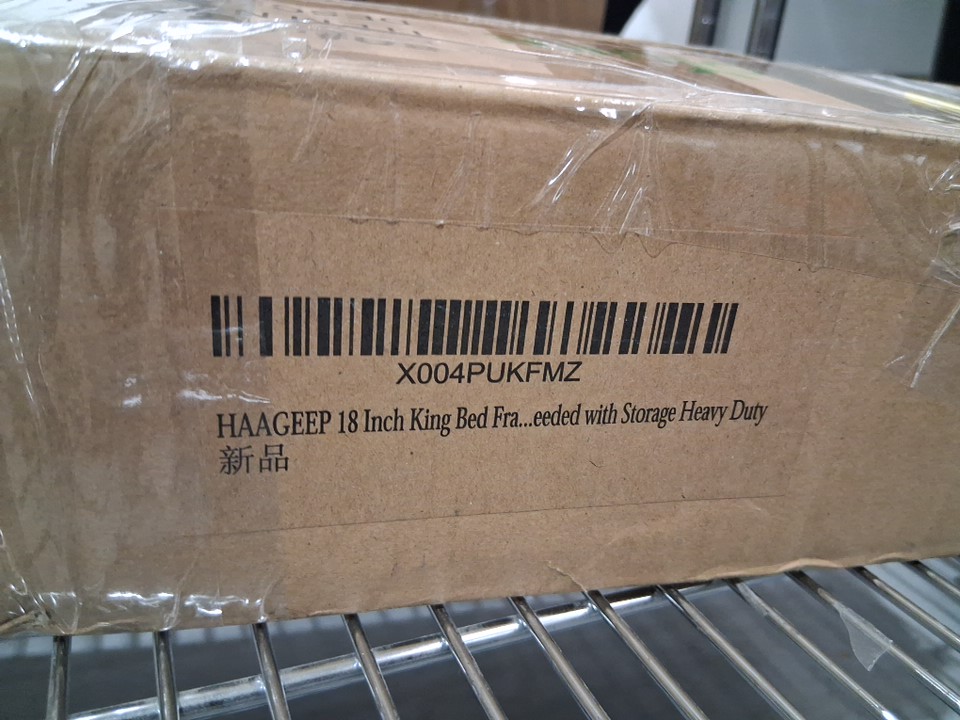 X004PUKFMZ
HAAGEEP 18 Inch King Bed Fra...eeded with Storage Heavy Duty
新品